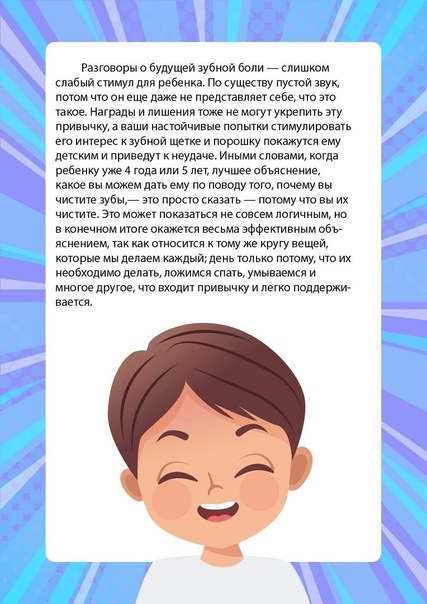 Разговоры о будущей зубной боли — слишком
слабый стимул для ребенка. По существу пустой звук,
потом что он еще даже не представляет себе, что это
такое. Награды и лишения тоже не могут укрепить эту
привычку, а ваши настойчивые попытки стимулировать
его интерес к зубной щетке и порошку покажутся ему
детским и приведут к неудаче. Иными словами, когда
ребенку уже 4 года или 5 лет, лучшее объяснение,
какое вы можем дать ему по поводу того, почему вы
чистите зубы,— это просто сказать — потому что вы их
чистите. Это может показаться не совсем логичным, но
в конечном итоге окажется весьма эффективным объ-
яснением, так как относится к тому же кругу вещей,
которые мы делаем каждый; день только потому, что их
необходимо делать, ложимся спать, умываемся и
многое другое, что входит привычку и легко поддержи-
вается.